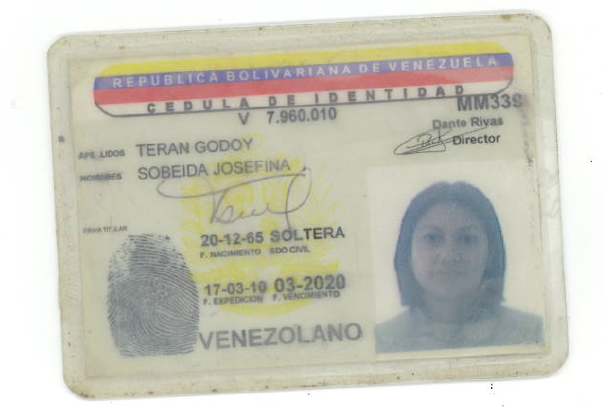 REPUBLICA BOLIVARIANA DE VENEZUELA
CEDULA DE IDENTIDAD
V 7.960.010
MM339
Dante Rivas
Director
APELLIDOS TERAN GODOY
NOMBRES SOBEIDA JOSEFINA
FIRMA TITULAR
20-12-65 SOLTERA
F. NACIMIENTO EDO CIVIL
17-03-10 03-2020
F. EXPEDICION F. VENCIMIENTO
VENEZOLANO